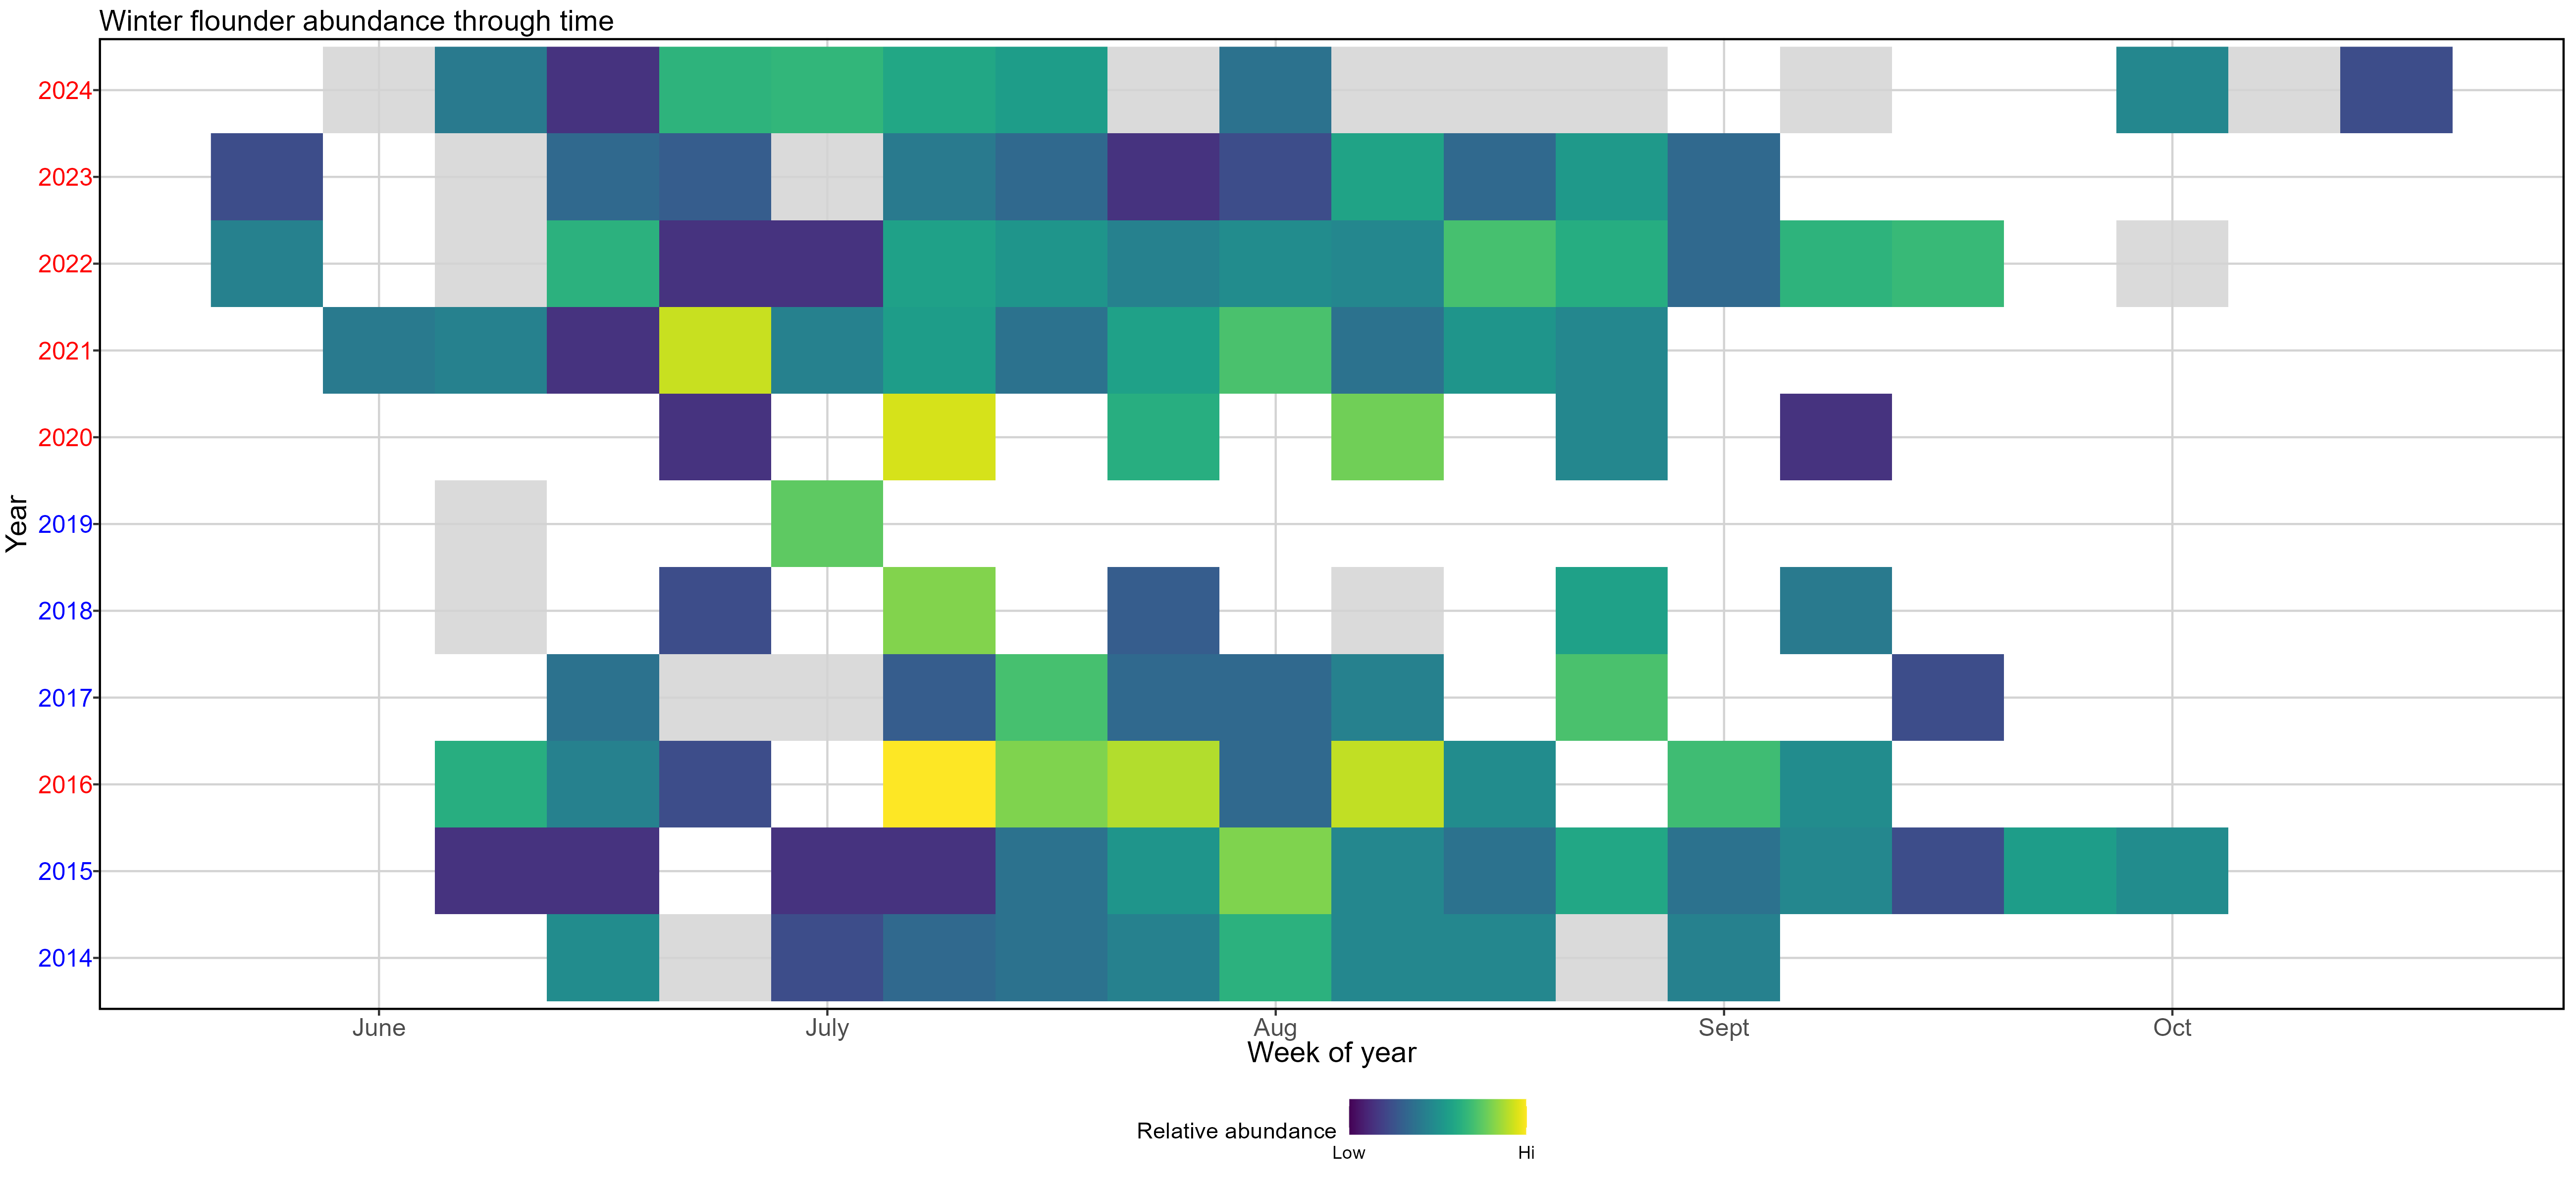 Winter flounder abundance through time
2024
2023
2022
2021
2020
2019
2018
2017
2016
2015
2014
Year
June July Aug Sept Oct
Week of year
Relative abundance
Low Hi